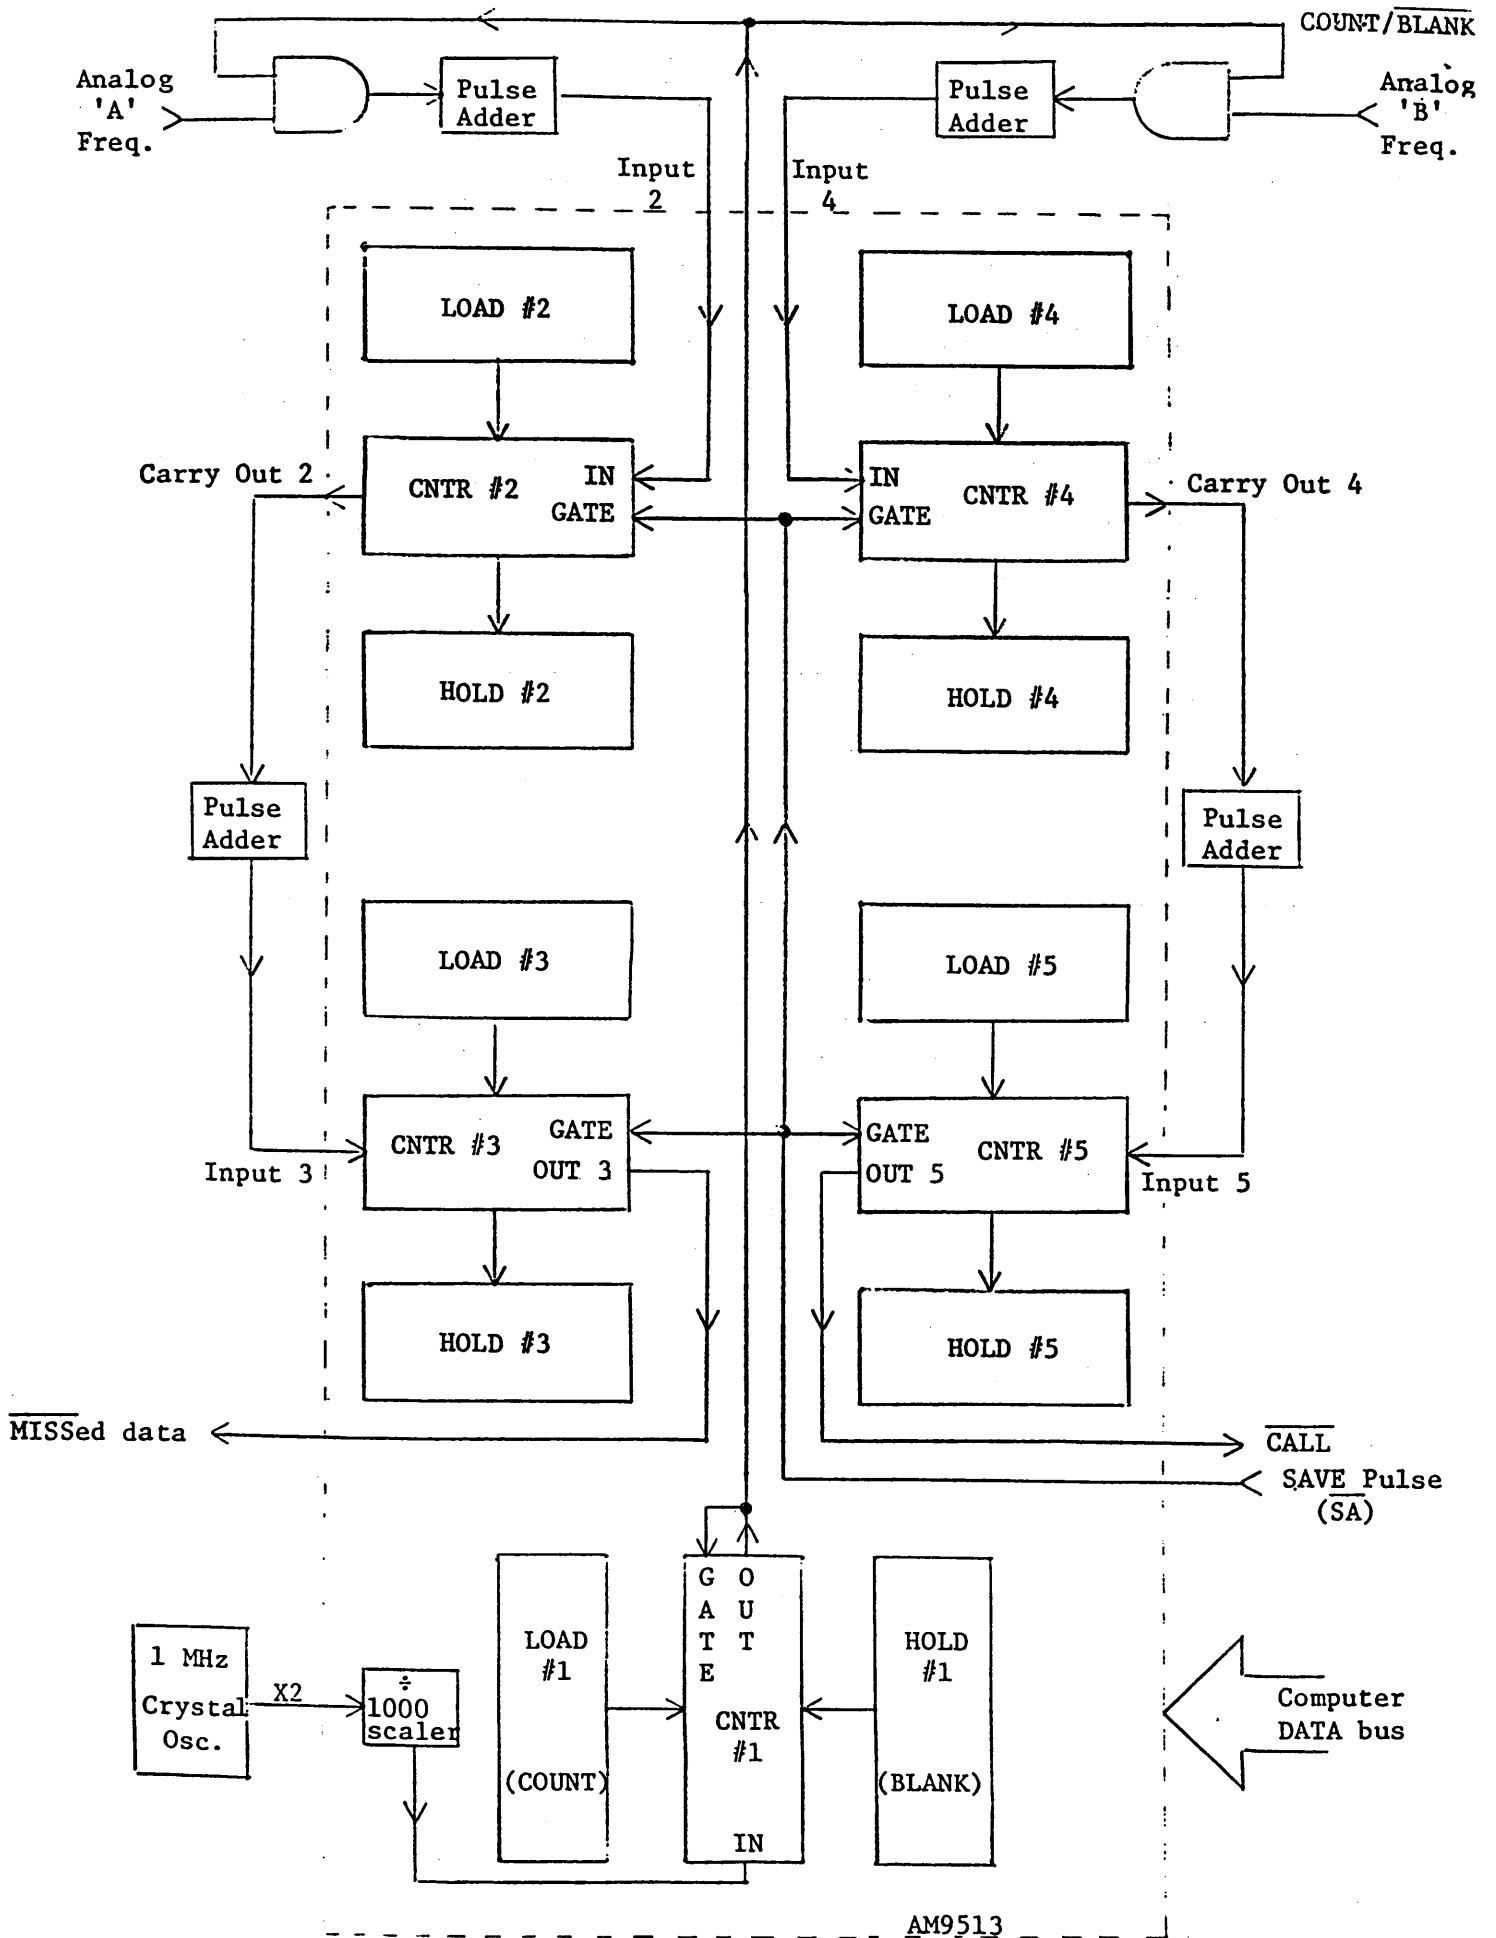 COUNT/BLANK
Analog
'A'
Freq.
Pulse
Adder
Pulse
Adder
Analog
'B'
Freq.
Input
2
Input
4
LOAD #2
LOAD #4
Carry Out 2
CNTR #2
IN
GATE
IN
GATE
CNTR #4
Carry Out 4
HOLD #2
HOLD #4
Pulse
Adder
Pulse
Adder
LOAD #3
LOAD #5
Input 3
CNTR #3
GATE
OUT 3
GATE
OUT 5
CNTR #5
Input 5
HOLD #3
HOLD #5
MISSed data
CALL
SAVE Pulse
(SA)
1 MHz
Crystal
Osc.
X2
÷
1000
scaler
LOAD
#1
(COUNT)
GATE
OUT
CNTR
#1
IN
HOLD
#1
(BLANK)
Computer
DATA bus
AM9513